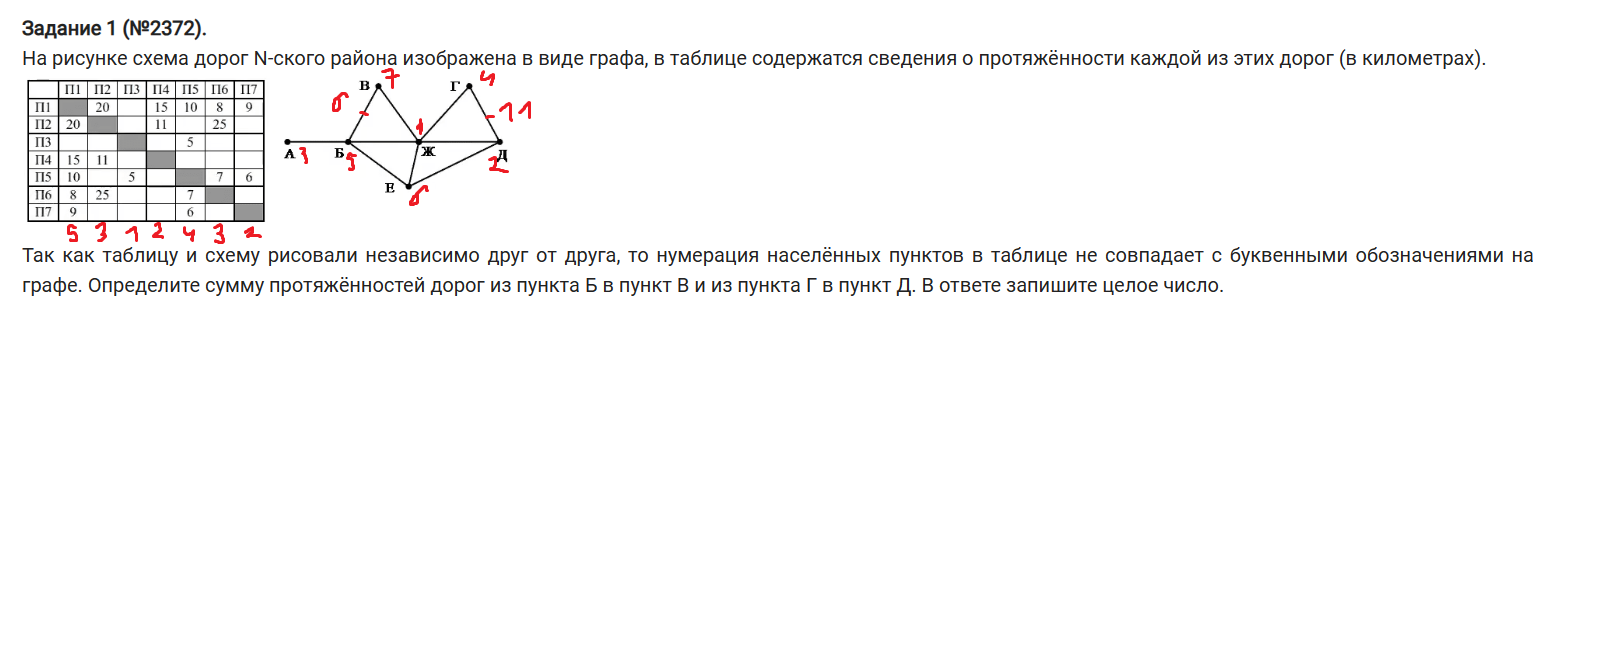 Задание 1 (№2372).
На рисунке схема дорог N-ского района изображена в виде графа, в таблице содержатся сведения о протяжённости каждой из этих дорог (в километрах).
П1 П2 П3 П4 П5 П6 П7
П1 20 15 10 8 9
П2 20 11 25
П3 5
П4 15 11
П5 10 5 7 6
П6 8 25 7
П7 9 6
5 3 1 2 4 3 2
В 7 Г 4
6 -11
1
А 3 Б 5 Ж Д 2
Е 6
Так как таблицу и схему рисовали независимо друг от друга, то нумерация населённых пунктов в таблице не совпадает с буквенными обозначениями на
графе. Определите сумму протяжённостей дорог из пункта Б в пункт В и из пункта Г в пункт Д. В ответе запишите целое число.